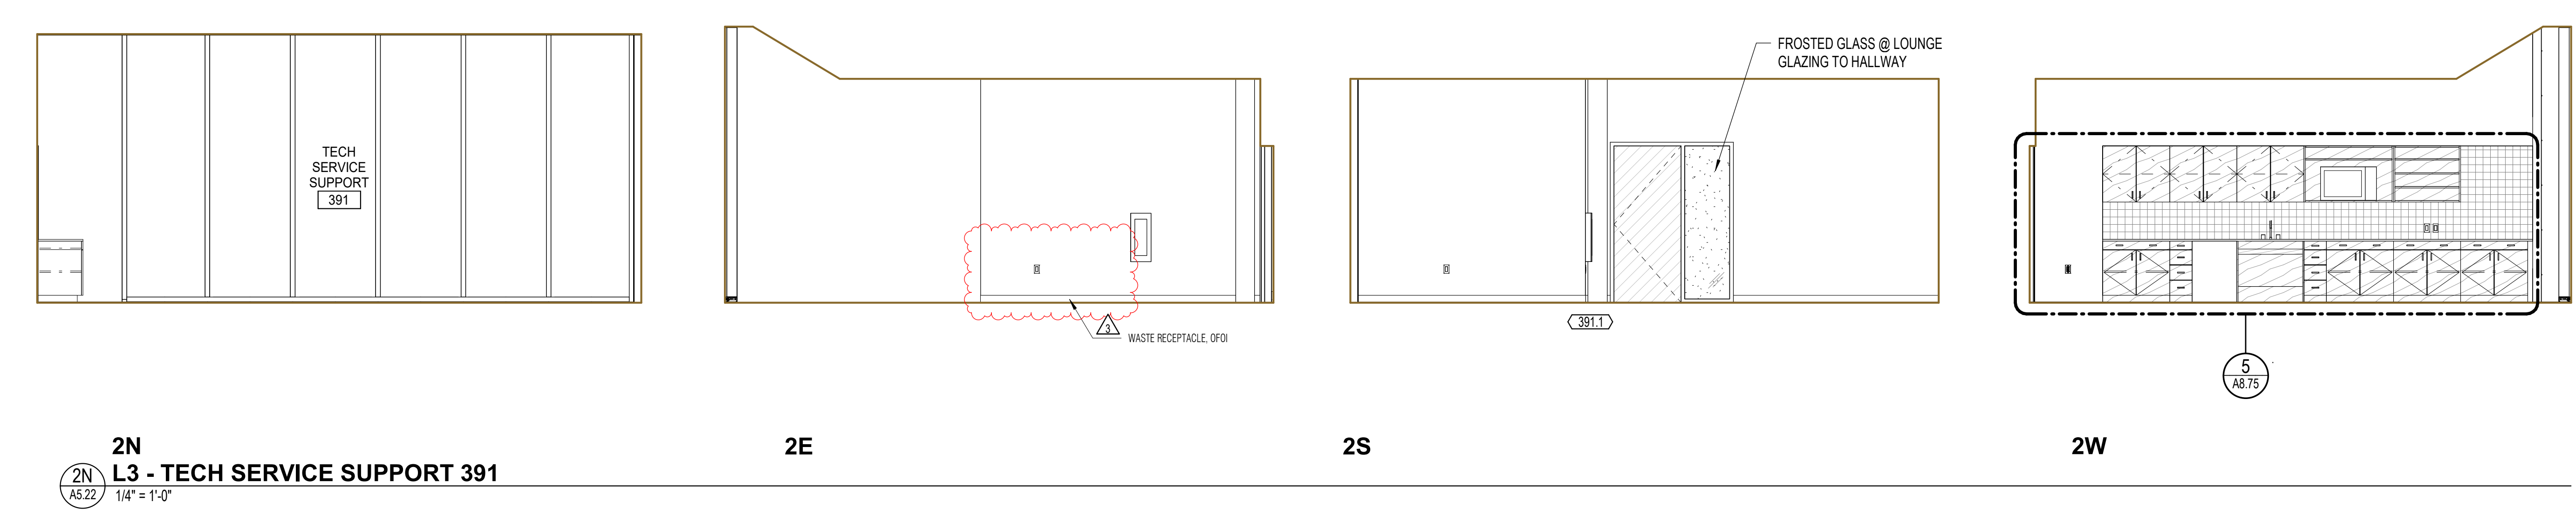 FROSTED GLASS @ LOUNGE
GLAZING TO HALLWAY
TECH
SERVICE
SUPPORT
391
3
WASTE RECEPTACLE, OFOI
391.1
5
A8.75
2N
2E
2S
2W
2N
A5.22
L3 - TECH SERVICE SUPPORT 391
1/4" = 1'-0"